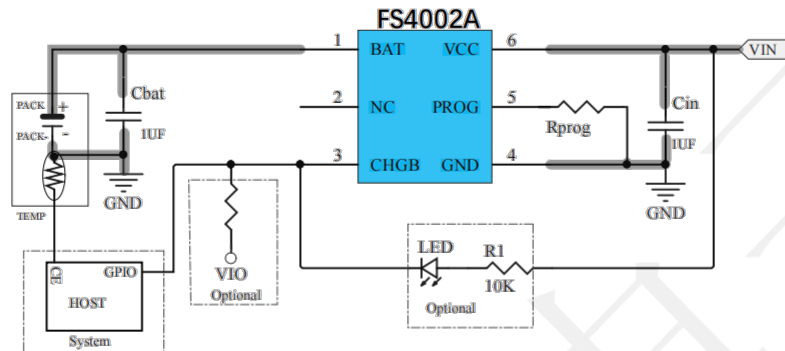 FS4002A
1 BAT VCC 6 VIN
PACK + Cbat 2 NC PROG 5 Cin
PACK- - 1UF Rprog 1UF
3 CHGB GND 4
GND GND
TEMP
LED R1
VIO 10K
CE GPIO Optional Optional
HOST
System